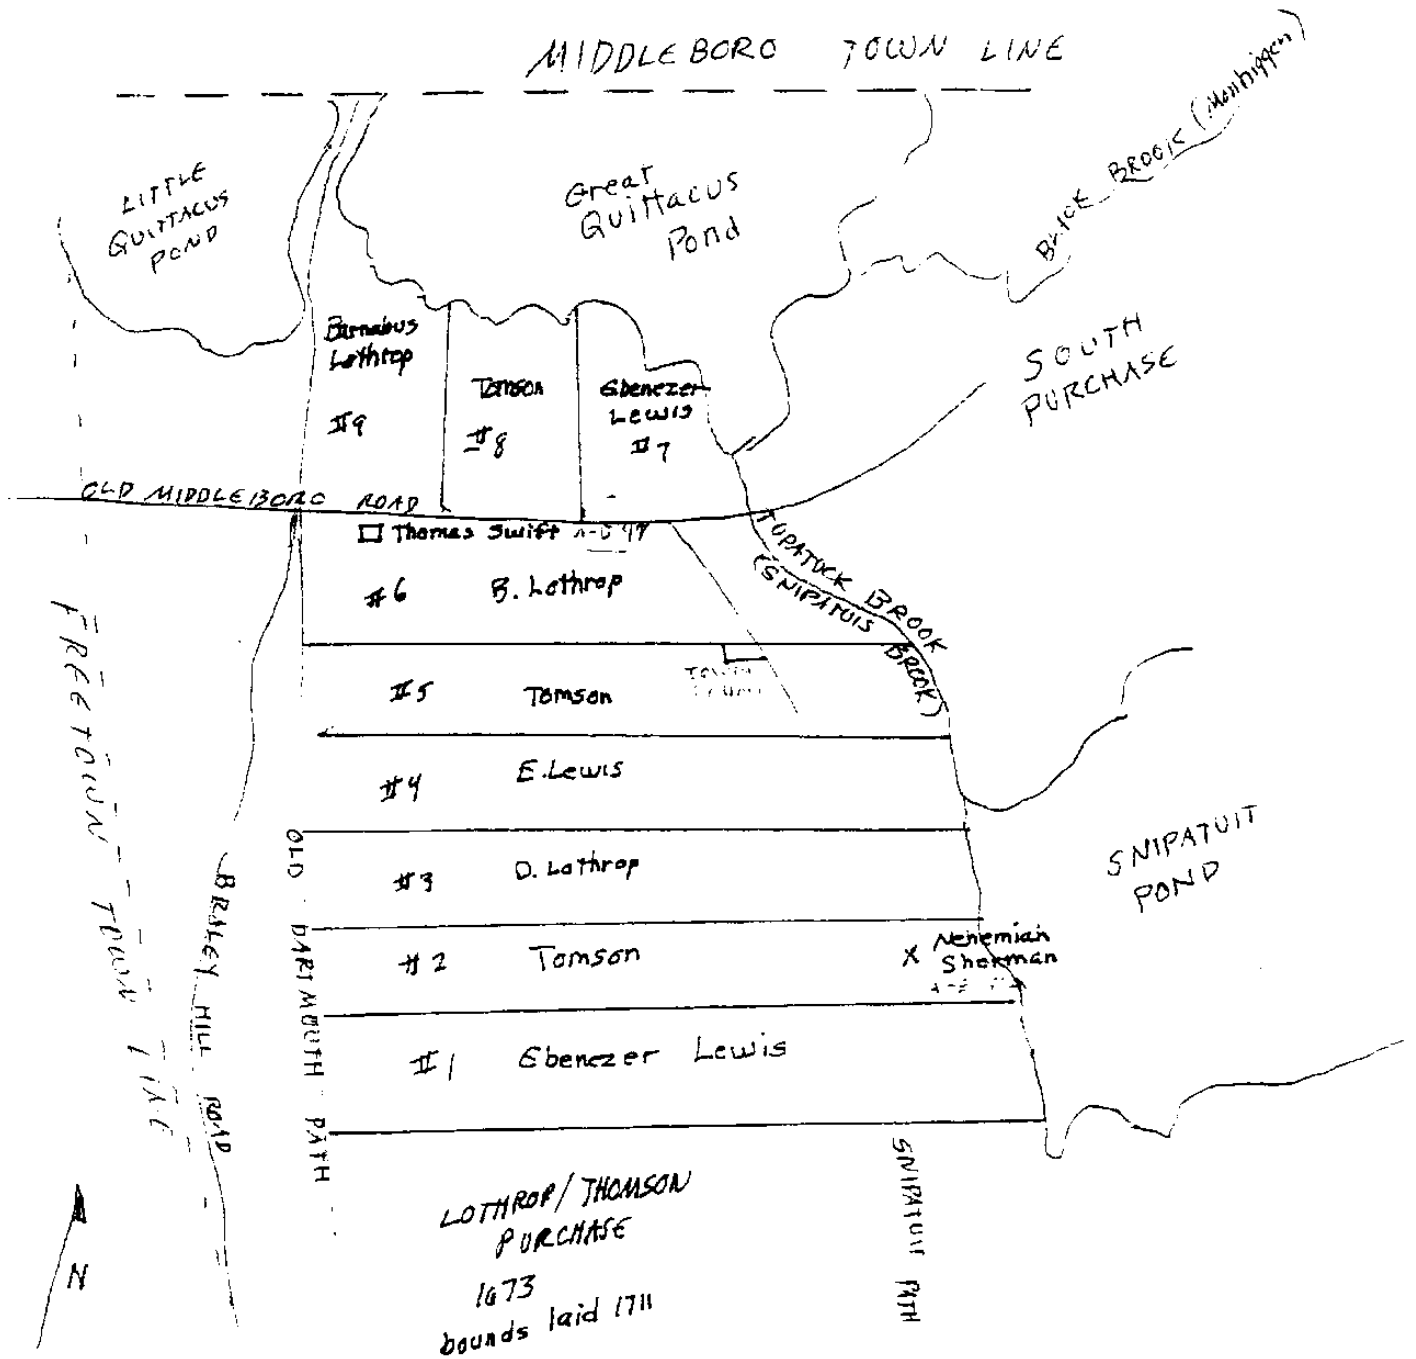 MIDDLEBORO TOWN LINE
LITTLE
QUITTACUS
POND
Great
Quittacus
Pond
BLACK BROOK (Monhiggen)
SOUTH
PURCHASE
Barnabus
Lothrop
#9
Tomson
#8
Ebenezer
Lewis
#7
OLD MIDDLEBORO ROAD
Thomas Swift
#6 B. Lothrop
TUPATUCK BROOK
(SNIPATUIS
BROOK)
#5 Tomson
TOWN
#4 E. Lewis
#3 D. Lothrop
#2 Tomson
X Nehemiah
Sherman
#1 Ebenezer Lewis
SNIPATUIT
POND
FREETOWN TOWN LINE
BRALEY HILL ROAD
OLD DARTMOUTH PATH
SNIPATUIT PATH
LOTHROP/THOMSON
PURCHASE
1673
bounds laid 1711
N